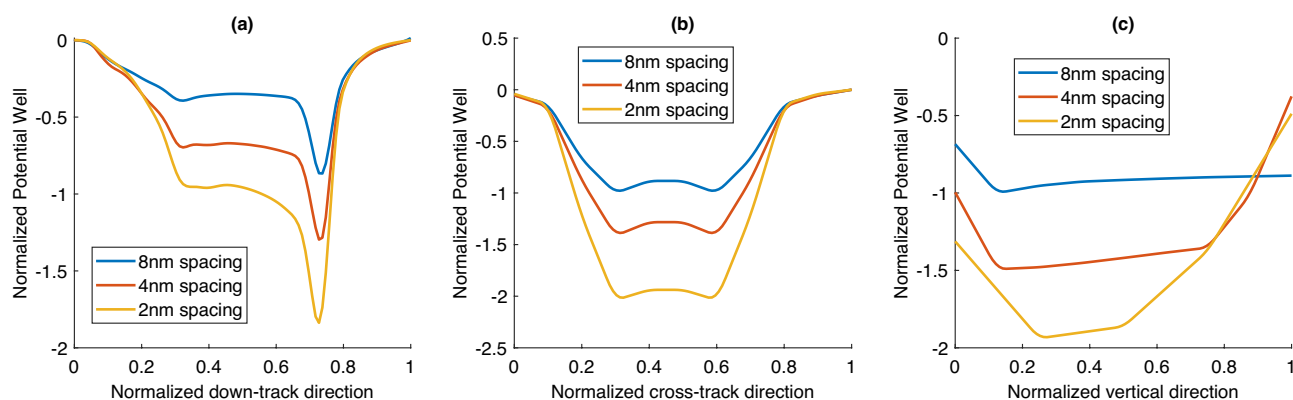 (a)
0
-0.5
-1
-1.5
-2
Normalized Potential Well
8nm spacing
4nm spacing
2nm spacing
0 0.2 0.4 0.6 0.8 1
Normalized down-track direction
(b)
0.5
0
-0.5
-1
-1.5
-2
-2.5
Normalized Potential Well
8nm spacing
4nm spacing
2nm spacing
0 0.2 0.4 0.6 0.8 1
Normalized cross-track direction
(c)
0
-0.5
-1
-1.5
-2
Normalized Potential Well
8nm spacing
4nm spacing
2nm spacing
0 0.2 0.4 0.6 0.8 1
Normalized vertical direction